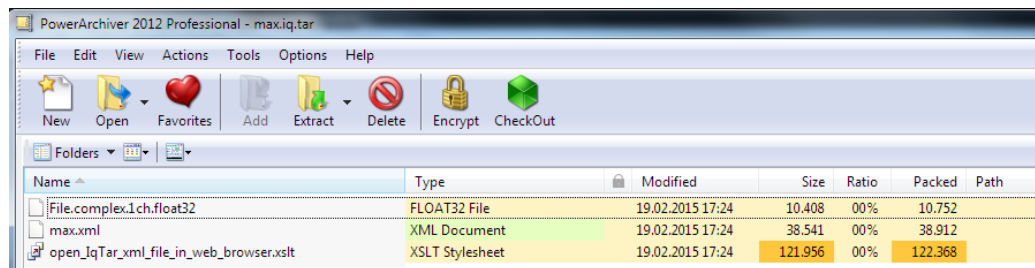 PowerArchiver 2012 Professional - max.iq.tar
File Edit View Actions Tools Options Help
New Open Favorites Add Extract Delete Encrypt CheckOut
Folders
Name Type Modified Size Ratio Packed Path
File.complex.1ch.float32 FLOAT32 File 19.02.2015 17:24 10.408 00% 10.752
max.xml XML Document 19.02.2015 17:24 38.541 00% 38.912
open_IqTar_xml_file_in_web_browser.xslt XSLT Stylesheet 19.02.2015 17:24 121.956 00% 122.368